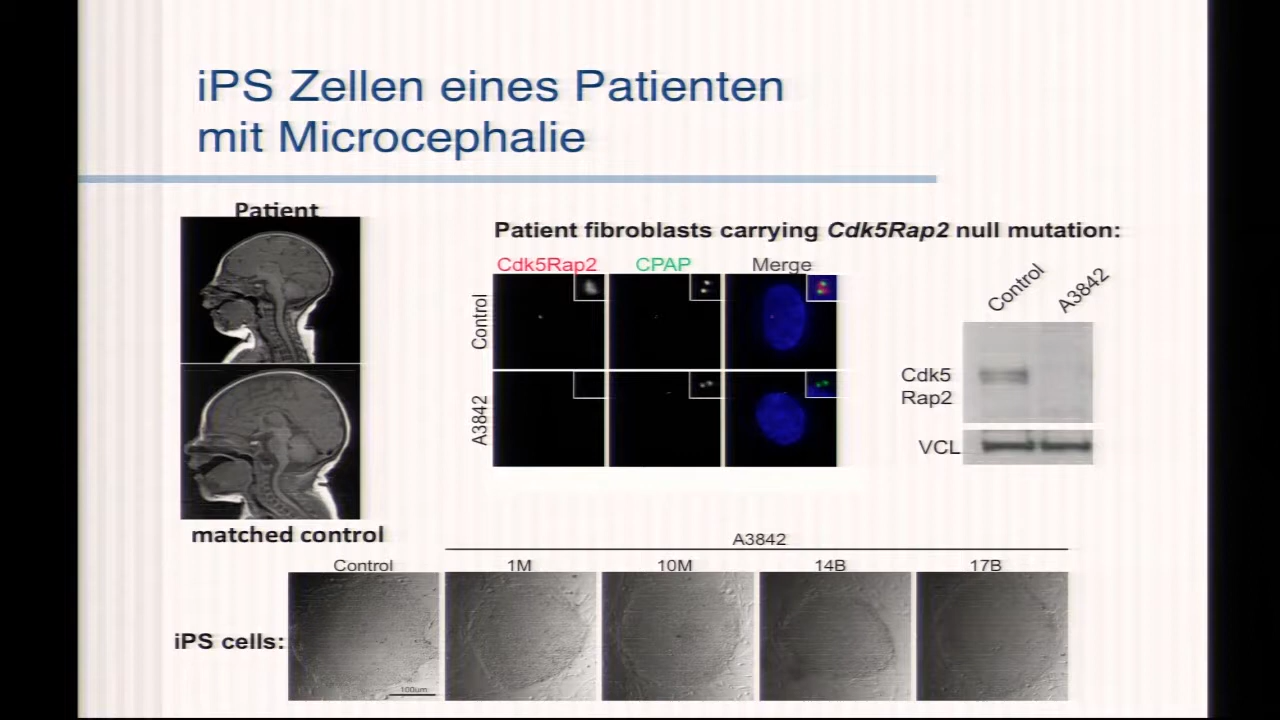 iPS Zellen eines Patienten
mit Microcephalie
Patient
matched control
Patient fibroblasts carrying Cdk5Rap2 null mutation:
Cdk5Rap2 CPAP Merge
Control
A3842
Control A3842
Cdk5
Rap2
VCL
A3842
Control 1M 10M 14B 17B
iPS cells:
100um